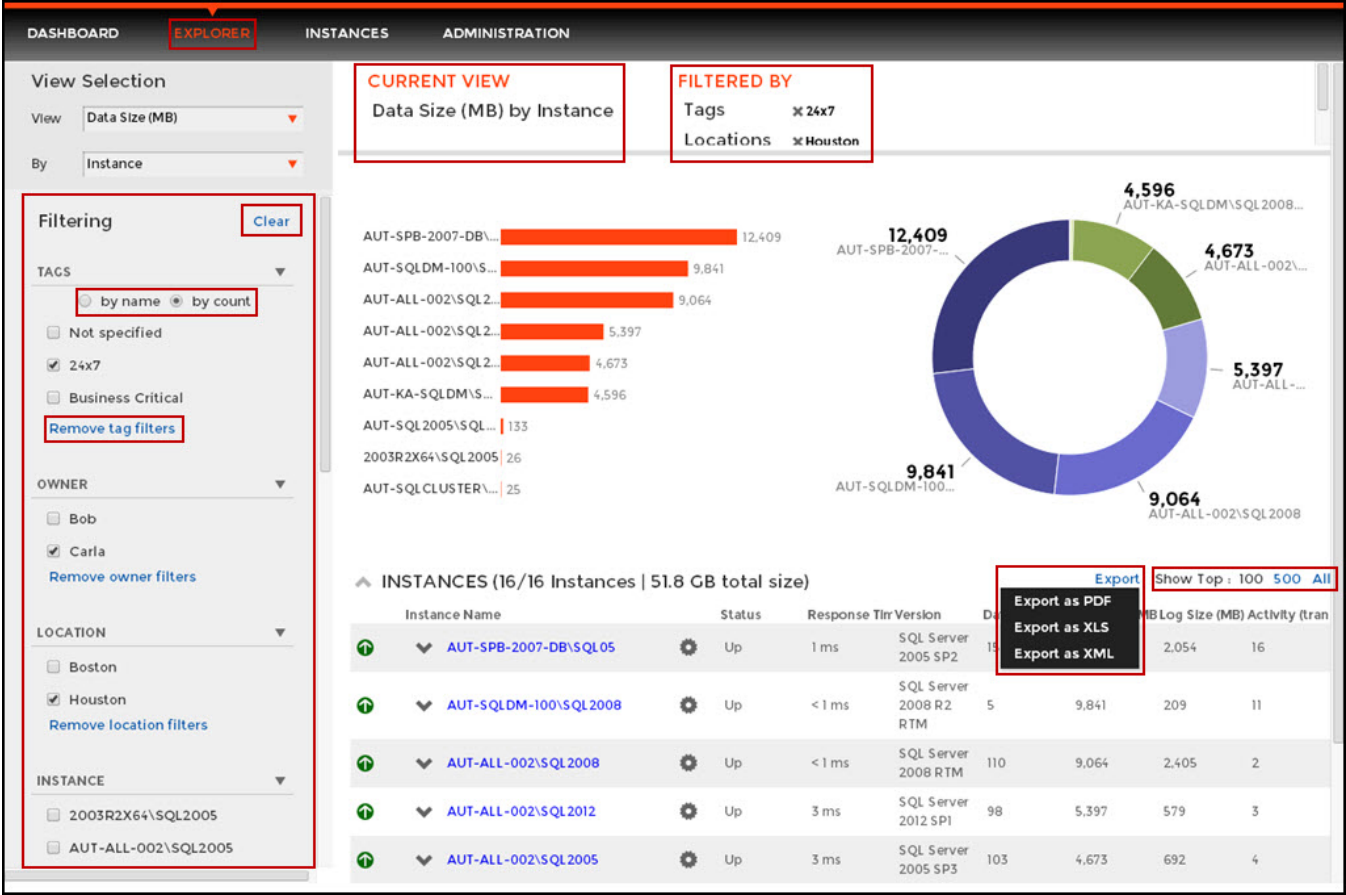 DASHBOARD EXPLORER INSTANCES ADMINISTRATION
View Selection
View Data Size (MB)
By Instance
CURRENT VIEW
Data Size (MB) by Instance
FILTERED BY
Tags 24x7
Locations Houston
Filtering Clear
TAGS
by name by count
Not specified
24x7
Business Critical
Remove tag filters
OWNER
Bob
Carla
Remove owner filters
LOCATION
Boston
Houston
Remove location filters
INSTANCE
2003R2X64\SQL2005
AUT-ALL-002\SQL2005
AUT-SPB-2007-DB\... 12,409
AUT-SQLDM-100\S... 9,841
AUT-ALL-002\SQL2... 9,064
AUT-ALL-002\SQL2... 5,397
AUT-ALL-002\SQL2... 4,673
AUT-KA-SQLDM\S... 4,596
AUT-SQL2005\SQL... 133
2003R2X64\SQL2005 26
AUT-SQLCLUSTER\... 25
4,596
AUT-KA-SQLDM\SQL2008...
12,409
AUT-SPB-2007-...
4,673
AUT-ALL-002\...
5,397
AUT-ALL-...
9,841
AUT-SQLDM-100...
9,064
AUT-ALL-002\SQL2008
INSTANCES (16/16 Instances | 51.8 GB total size) Export Show Top : 100 500 All
Export as PDF
Export as XLS
Export as XML
Instance Name Status Response Tim Version Da MB Log Size (MB) Activity (tran
AUT-SPB-2007-DB\SQL05 Up 1 ms SQL Server 2,054 16
2005 SP2
AUT-SQLDM-100\SQL2008 Up <1 ms SQL Server 5 9,841 209 11
2008 R2
RTM
AUT-ALL-002\SQL2008 Up <1 ms SQL Server 110 9,064 2,405 2
2008 RTM
AUT-ALL-002\SQL2012 Up 3 ms SQL Server 98 5,397 579 3
2012 SP1
AUT-ALL-002\SQL2005 Up 3 ms SQL Server 103 4,673 692 4
2005 SP3